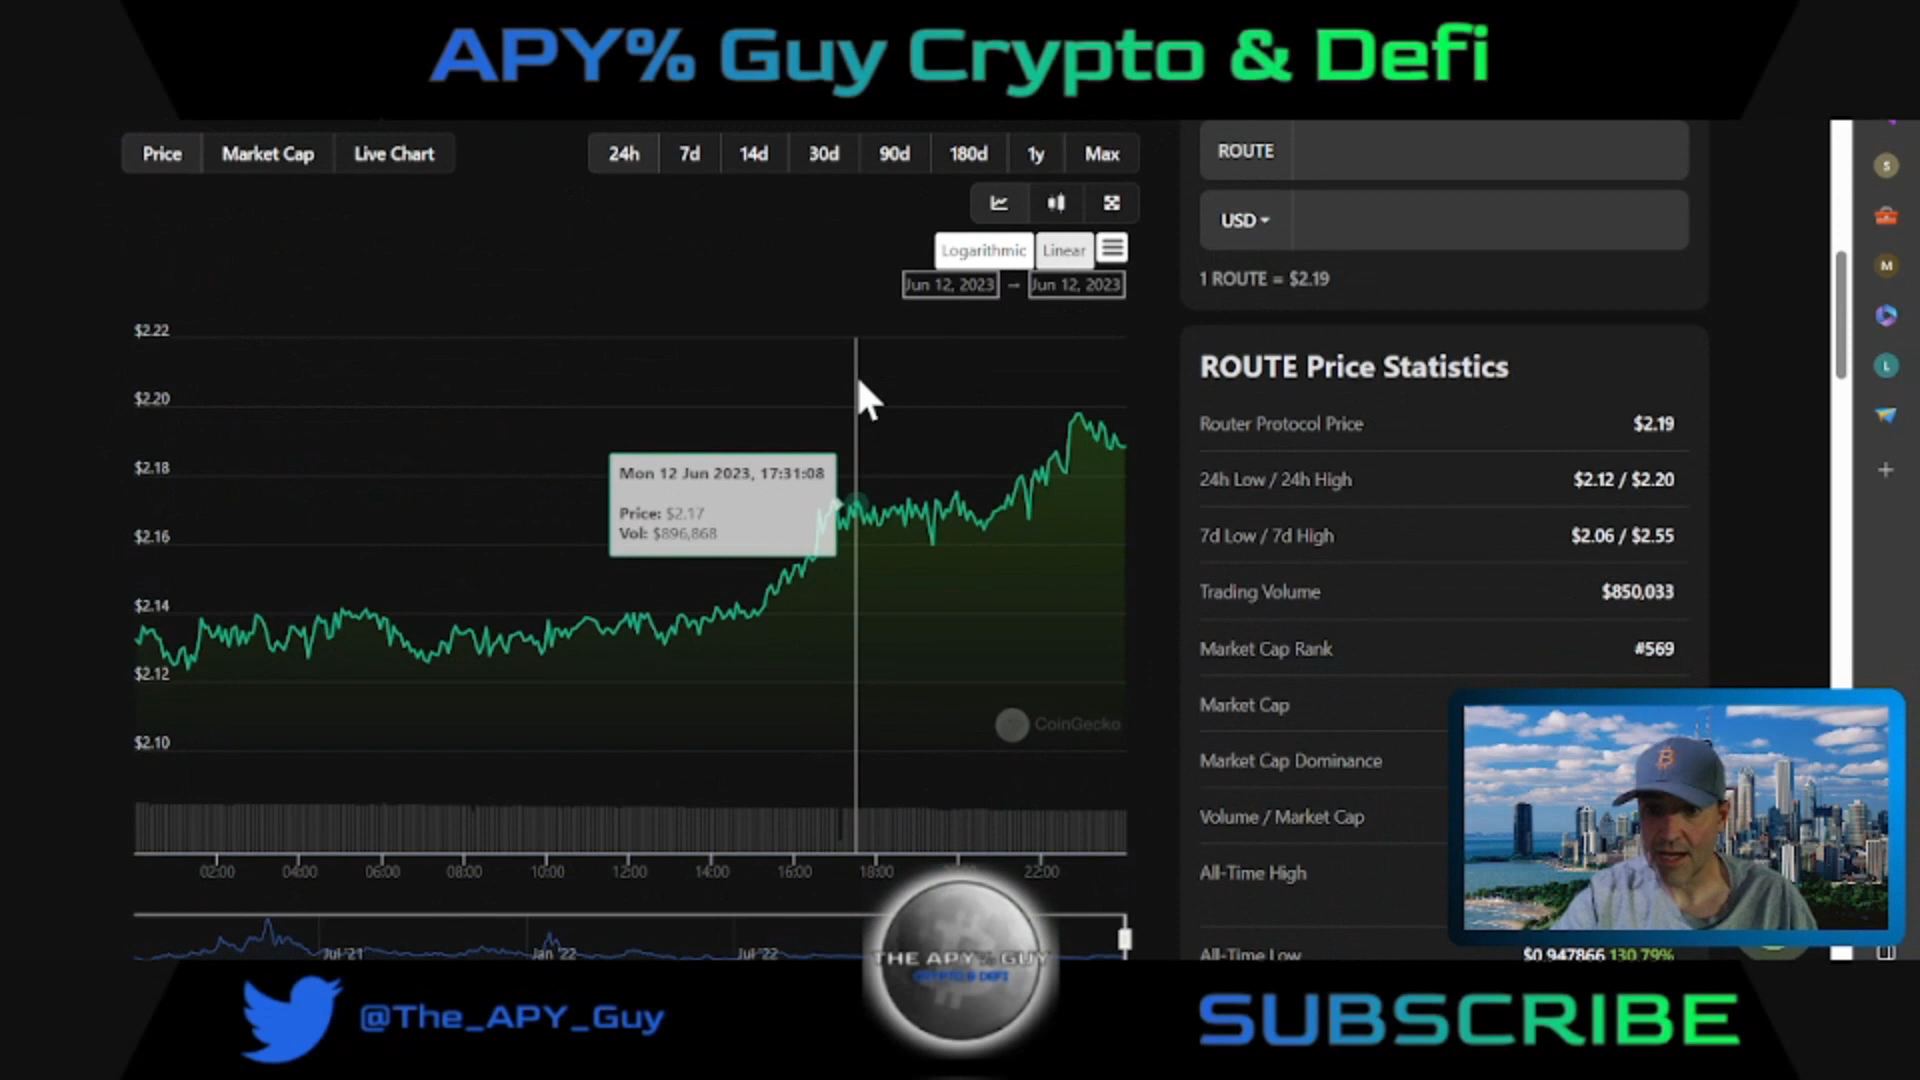 APY% Guy Crypto & Defi
Price Market Cap Live Chart
24h 7d 14d 30d 90d 180d 1y Max
Logarithmic Linear
Jun 12, 2023 → Jun 12, 2023
$2.22
$2.20
$2.18
$2.16
$2.14
$2.12
$2.10
Mon 12 Jun 2023, 17:31:08
Price: $2.17
Vol: $896,868
CoinGecko
02:00 04:00 06:00 08:00 10:00 12:00 14:00 16:00 18:00 20:00 22:00
Jul '21 Jan '22 Jul '22
ROUTE
USD
1 ROUTE = $2.19
ROUTE Price Statistics
Router Protocol Price $2.19
24h Low / 24h High $2.12 / $2.20
7d Low / 7d High $2.06 / $2.55
Trading Volume $850,033
Market Cap Rank #569
Market Cap
Market Cap Dominance
Volume / Market Cap
All-Time High
All-Time Low $0.947866 130.79%
S
M
L
THE APY% GUY
CRYPTO & DEFI
@The_APY_Guy
SUBSCRIBE